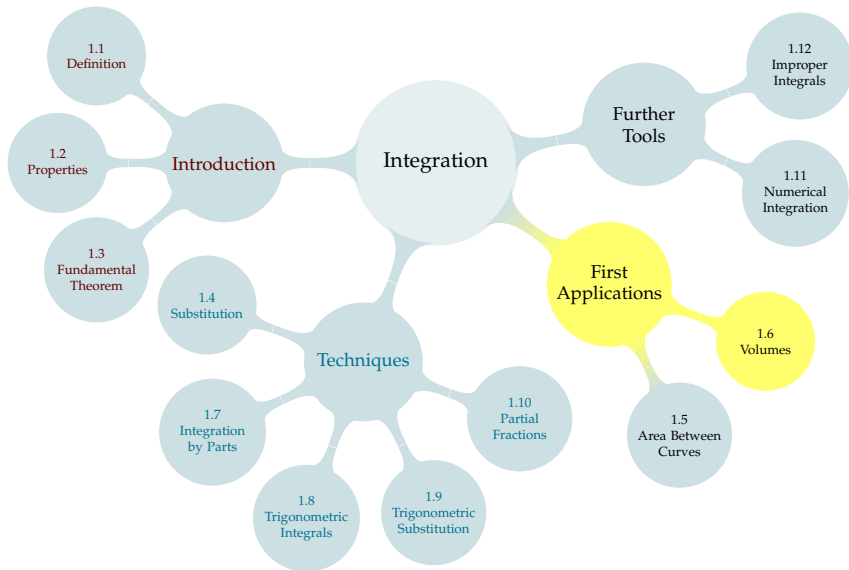 Integration
Introduction
1.1
Definition
1.2
Properties
1.3
Fundamental
Theorem
Techniques
1.4
Substitution
1.7
Integration
by Parts
1.8
Trigonometric
Integrals
1.9
Trigonometric
Substitution
1.10
Partial
Fractions
First
Applications
1.5
Area Between
Curves
1.6
Volumes
Further
Tools
1.11
Numerical
Integration
1.12
Improper
Integrals